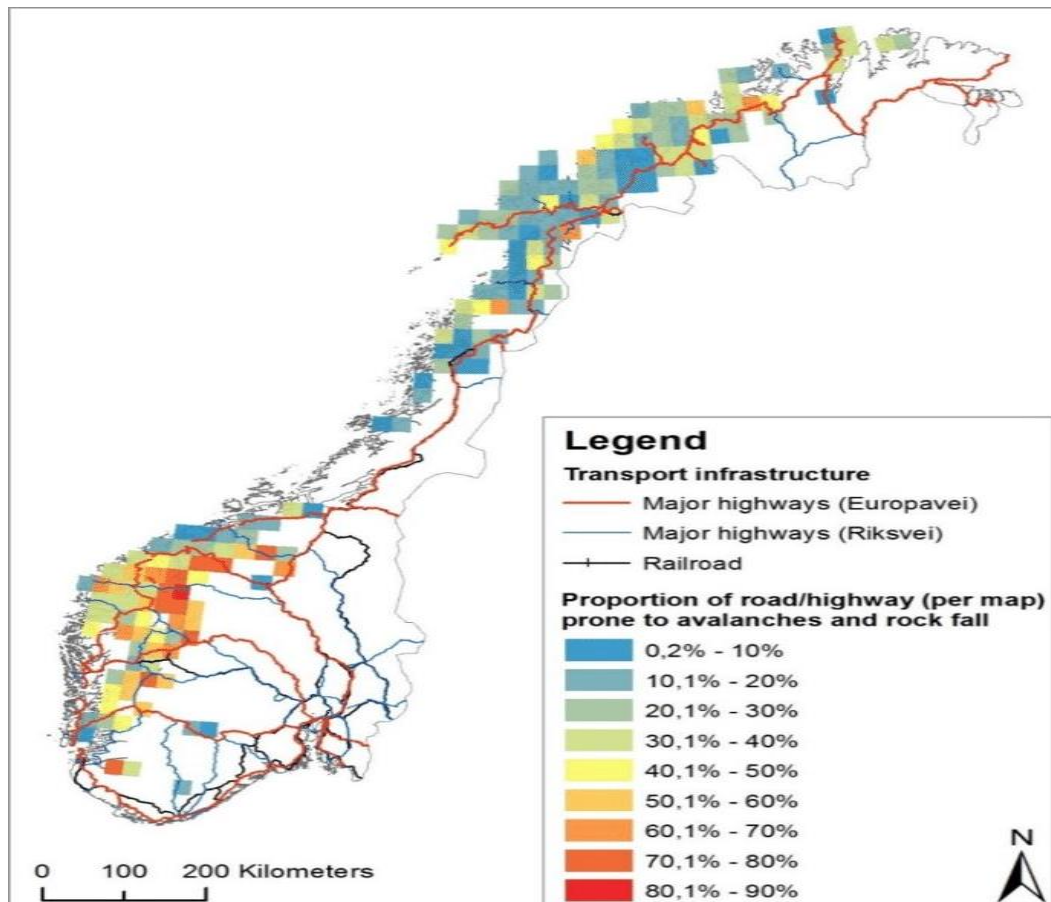 Legend
Transport infrastructure
Major highways (Europavei)
Major highways (Riksvei)
Railroad
Proportion of road/highway (per map)
prone to avalanches and rock fall
0,2% - 10%
10,1% - 20%
20,1% - 30%
30,1% - 40%
40,1% - 50%
50,1% - 60%
60,1% - 70%
70,1% - 80%
80,1% - 90%
N
0 100 200 Kilometers